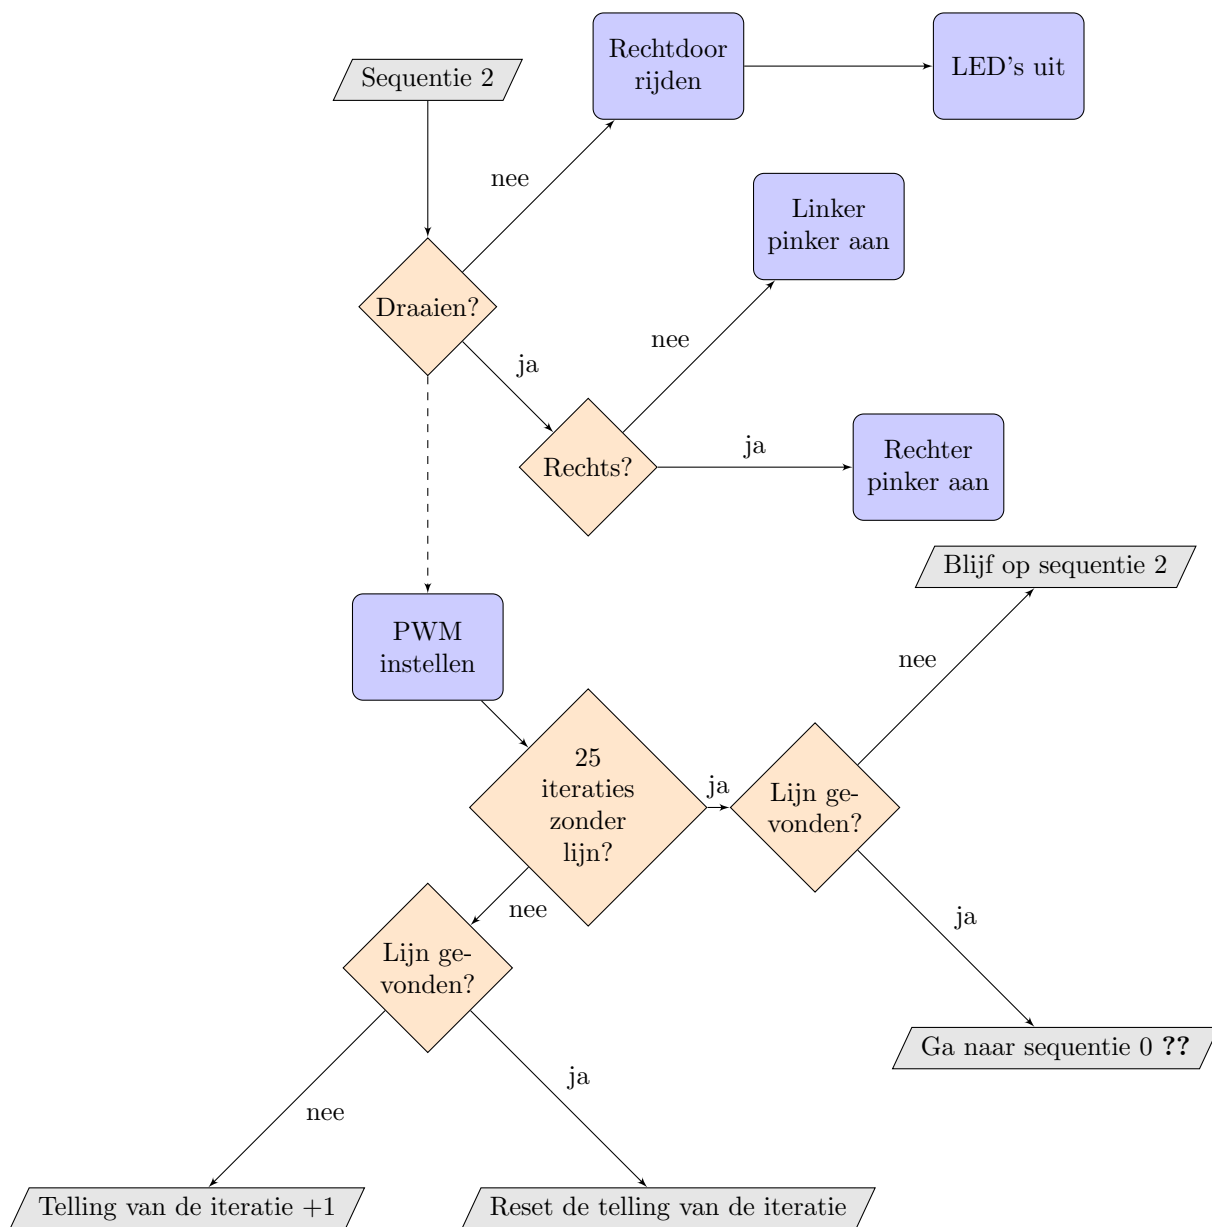 Sequentie 2
Rechtdoor
rijden
LED's uit
nee
Linker
pinker aan
Draaien?
ja
nee
Rechts?
ja
Rechter
pinker aan
Blijf op sequentie 2
PWM
instellen
nee
25
iteraties
zonder
lijn?
ja
Lijn ge-
vonden?
nee
ja
Lijn ge-
vonden?
Ga naar sequentie 0 ??
ja
nee
Telling van de iteratie +1
Reset de telling van de iteratie